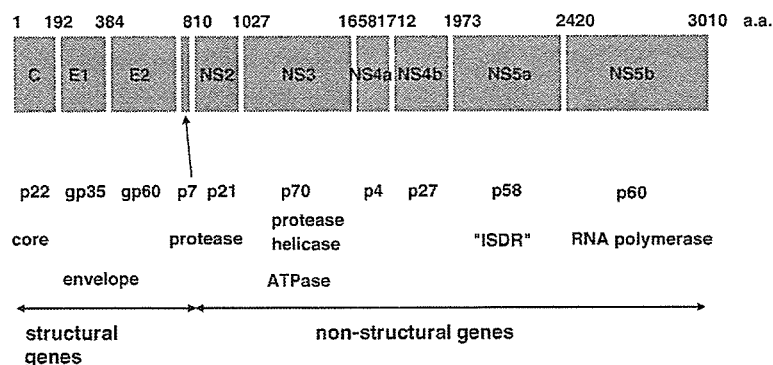 1 192 384 810 1027 1658 1712 1973 2420 3010 a.a.
C E1 E2 NS2 NS3 NS4a NS4b NS5a NS5b
p22 gp35 gp60 p7 p21 p70 p4 p27 p58 p60
core protease protease helicase "ISDR" RNA polymerase
envelope ATPase
structural genes non-structural genes